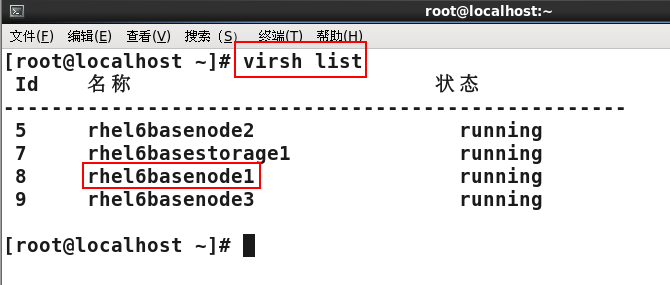 root@localhost:~
文件(F) 编辑(E) 查看(V) 搜索 (S) 终端(T) 帮助(H)
[root@localhost ~]# virsh list
Id 名称 状态
----------------------------------------------------
5 rhel6basenode2 running
7 rhel6basestorage1 running
8 rhel6basenode1 running
9 rhel6basenode3 running
[root@localhost ~]#